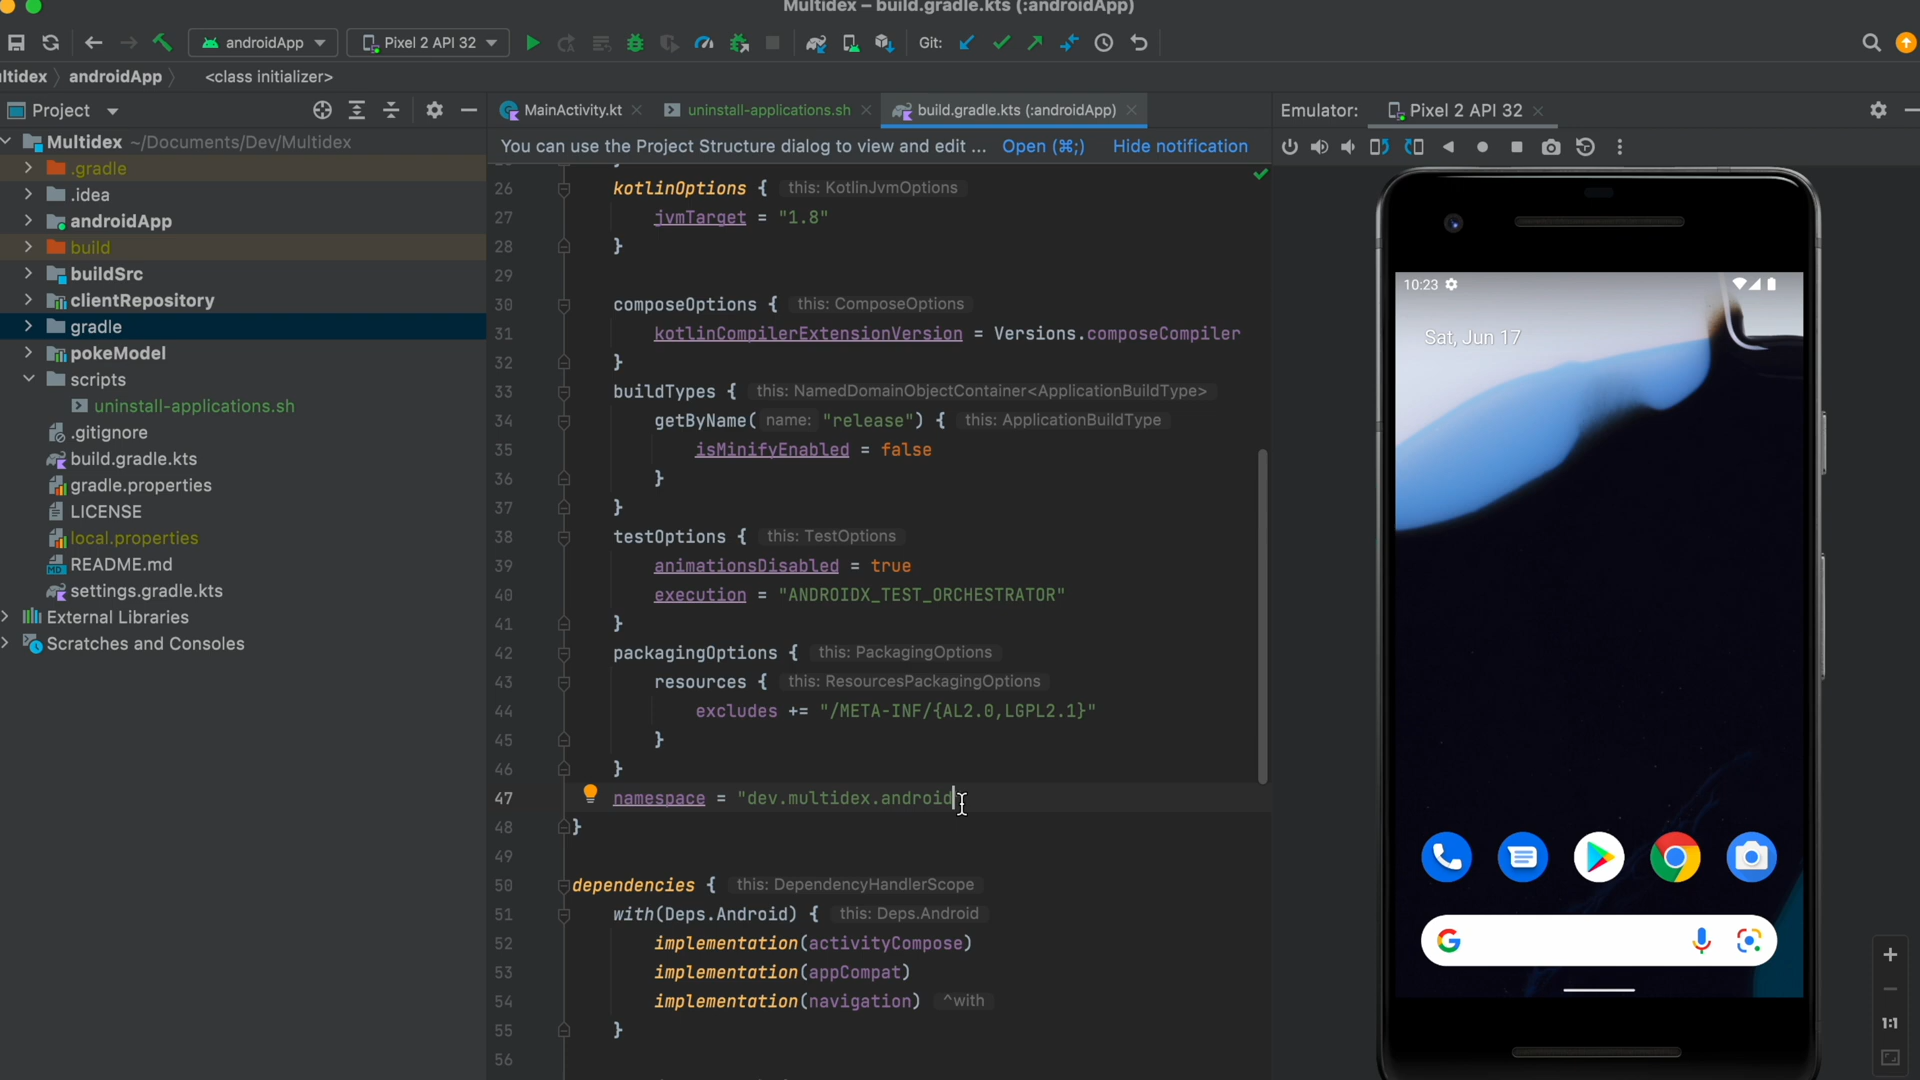 Multidex – build.gradle.kts (:androidApp)
androidApp
Pixel 2 API 32
Git:
ltidex
androidApp
<class initializer>
Project
MainActivity.kt
uninstall-applications.sh
build.gradle.kts (:androidApp)
Emulator:
Pixel 2 API 32
Multidex ~/Documents/Dev/Multidex
.gradle
.idea
androidApp
build
buildSrc
clientRepository
gradle
pokeModel
scripts
uninstall-applications.sh
.gitignore
build.gradle.kts
gradle.properties
LICENSE
local.properties
README.md
settings.gradle.kts
External Libraries
Scratches and Consoles
You can use the Project Structure dialog to view and edit ... Open (⌘;) Hide notification
26 kotlinOptions { this: KotlinJvmOptions
27 jvmTarget = "1.8"
28 }
29
30 composeOptions { this: ComposeOptions
31 kotlinCompilerExtensionVersion = Versions.composeCompiler
32 }
33 buildTypes { this: NamedDomainObjectContainer<ApplicationBuildType>
34 getByName( name: "release") { this: ApplicationBuildType
35 isMinifyEnabled = false
36 }
37 }
38 testOptions { this: TestOptions
39 animationsDisabled = true
40 execution = "ANDROIDX_TEST_ORCHESTRATOR"
41 }
42 packagingOptions { this: PackagingOptions
43 resources { this: ResourcesPackagingOptions
44 excludes += "/META-INF/{AL2.0,LGPL2.1}"
45 }
46 }
47 namespace = "dev.multidex.android
48 }
49
50 dependencies { this: DependencyHandlerScope
51 with(Deps.Android) { this: Deps.Android
52 implementation(activityCompose)
53 implementation(appCompat)
54 implementation(navigation) ^with
55 }
56
10:23
Sat, Jun 17
1:1